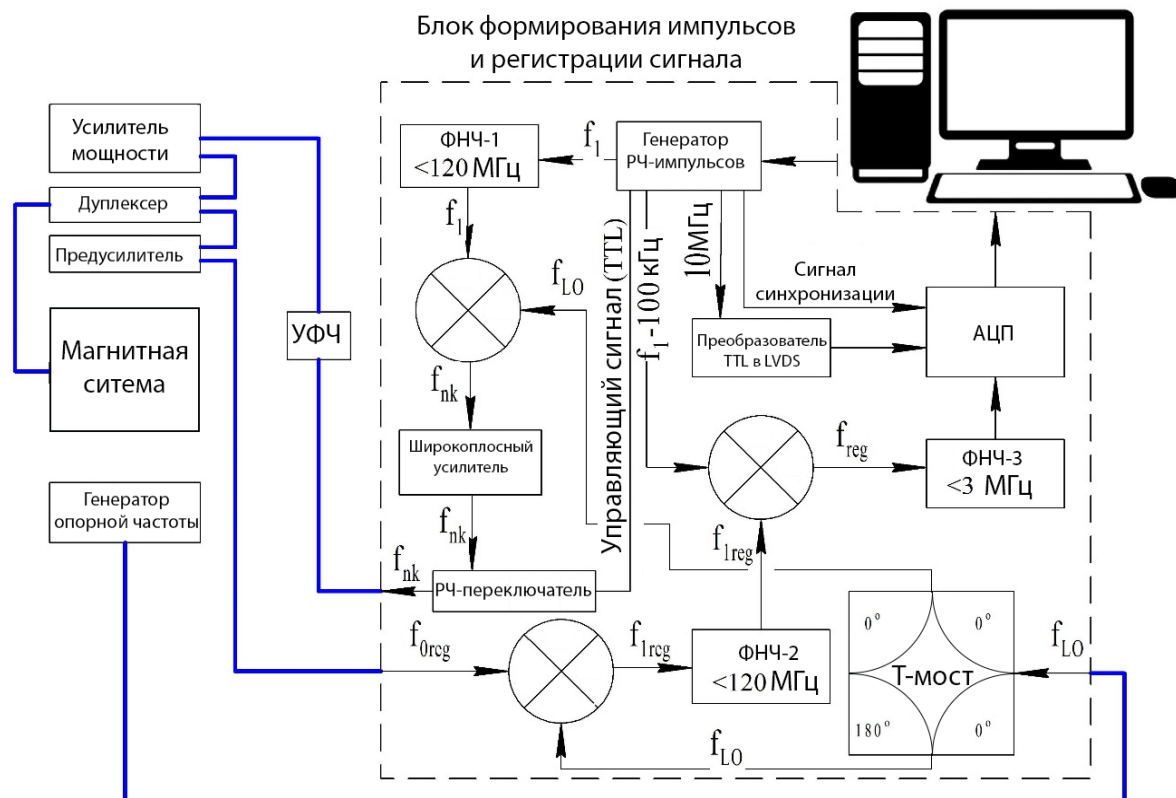 Блок формирования импульсов
и регистрации сигнала
Усилитель
мощности
Дуплексер
Предусилитель
Магнитная
ситема
УФЧ
Генератор
опорной частоты
ФНЧ-1
<120 МГц
f1
Генератор
РЧ-импульсов
f1
fLO
fnk
Широкоплосный
усилитель
fnk
fnk
РЧ-переключатель
Управляющий сигнал (TTL)
f1-100 кГц
10МГц
Сигнал
синхронизации
Преобразователь
TTL в LVDS
АЦП
freg
ФНЧ-3
<3 МГц
f1reg
f0reg
f1reg
ФНЧ-2
<120 МГц
0°
0°
Т-мост
180°
0°
fLO
fLO